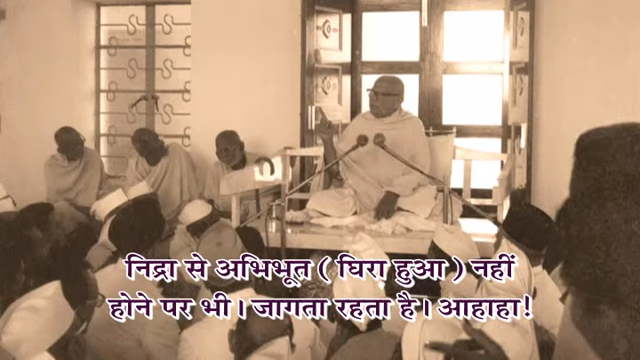 निद्रा से अभिभूत ( घिरा हुआ ) नहीं
होने पर भी । जागता रहता है । आहाहा!